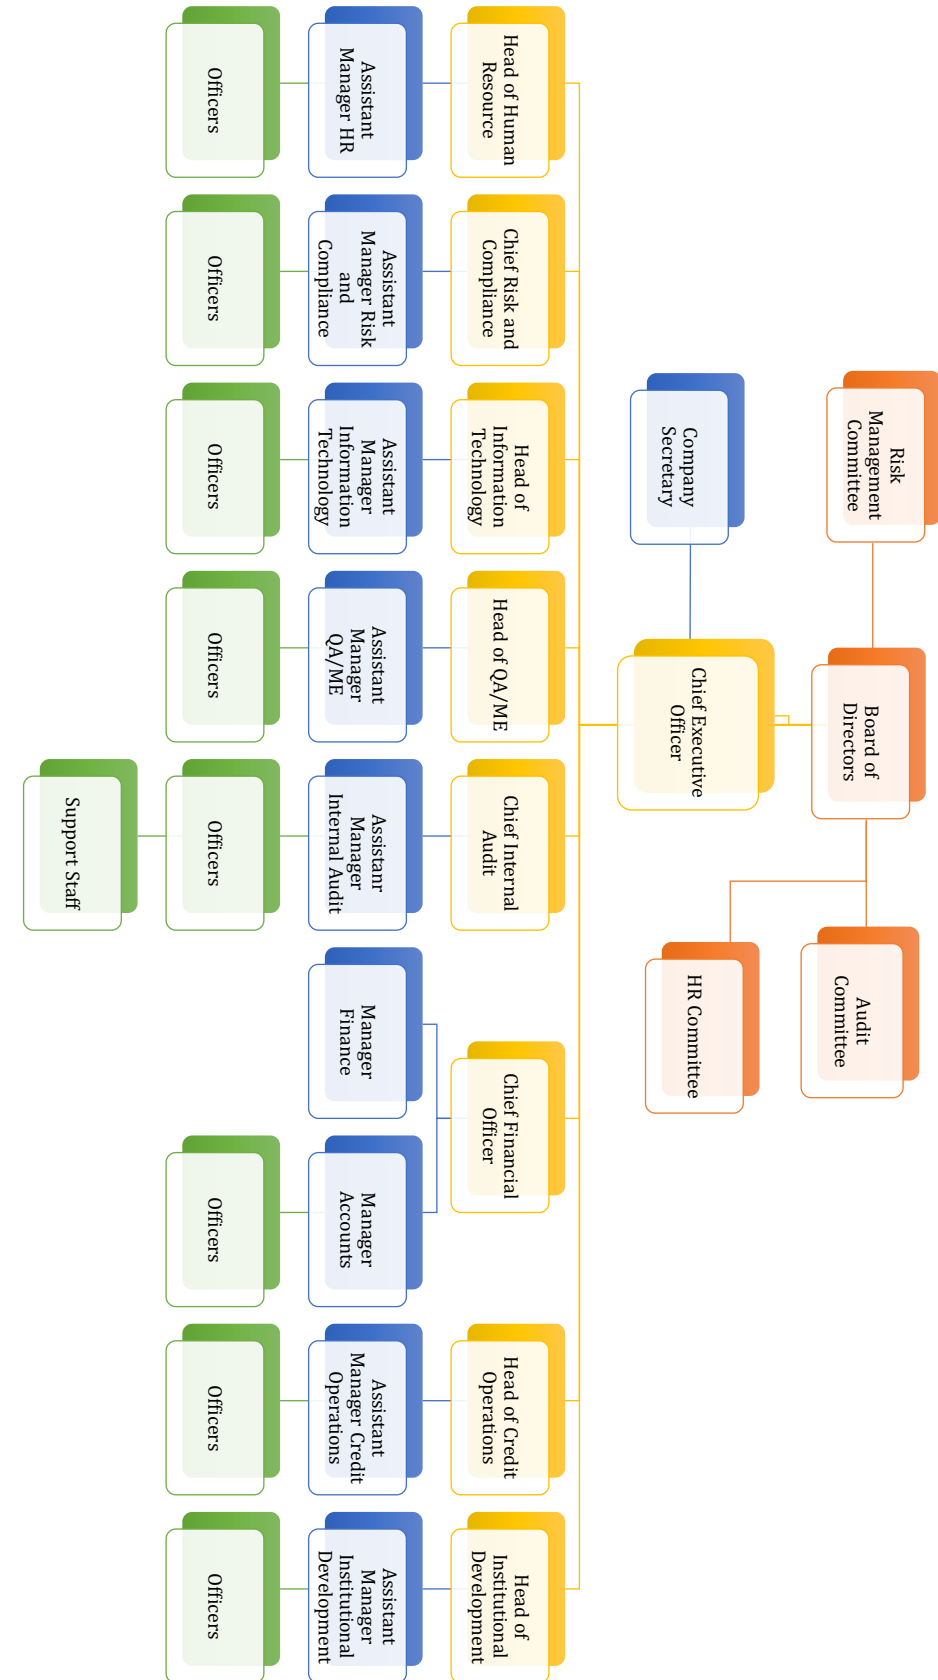 Risk
Management
Committee
Board of
Directors
Audit
Committee
HR Committee
Company
Secretary
Chief Executive
Officer
Head of Human
Resource
Chief Risk and
Compliance
Head of
Information
Technology
Head of QA/ME
Chief Internal
Audit
Chief Financial
Officer
Head of Credit
Operations
Head of
Institutional
Development
Assistant
Manager HR
Assistant
Manager Risk
and
Compliance
Assistant
Manager
Information
Technology
Assistant
Manager
QA/ME
Assistanr
Manager
Internal Audit
Manager
Finance
Manager
Accounts
Assistant
Manager Credit
Operations
Assistant
Manager
Institutional
Development
Officers
Officers
Officers
Officers
Officers
Officers
Officers
Officers
Support Staff